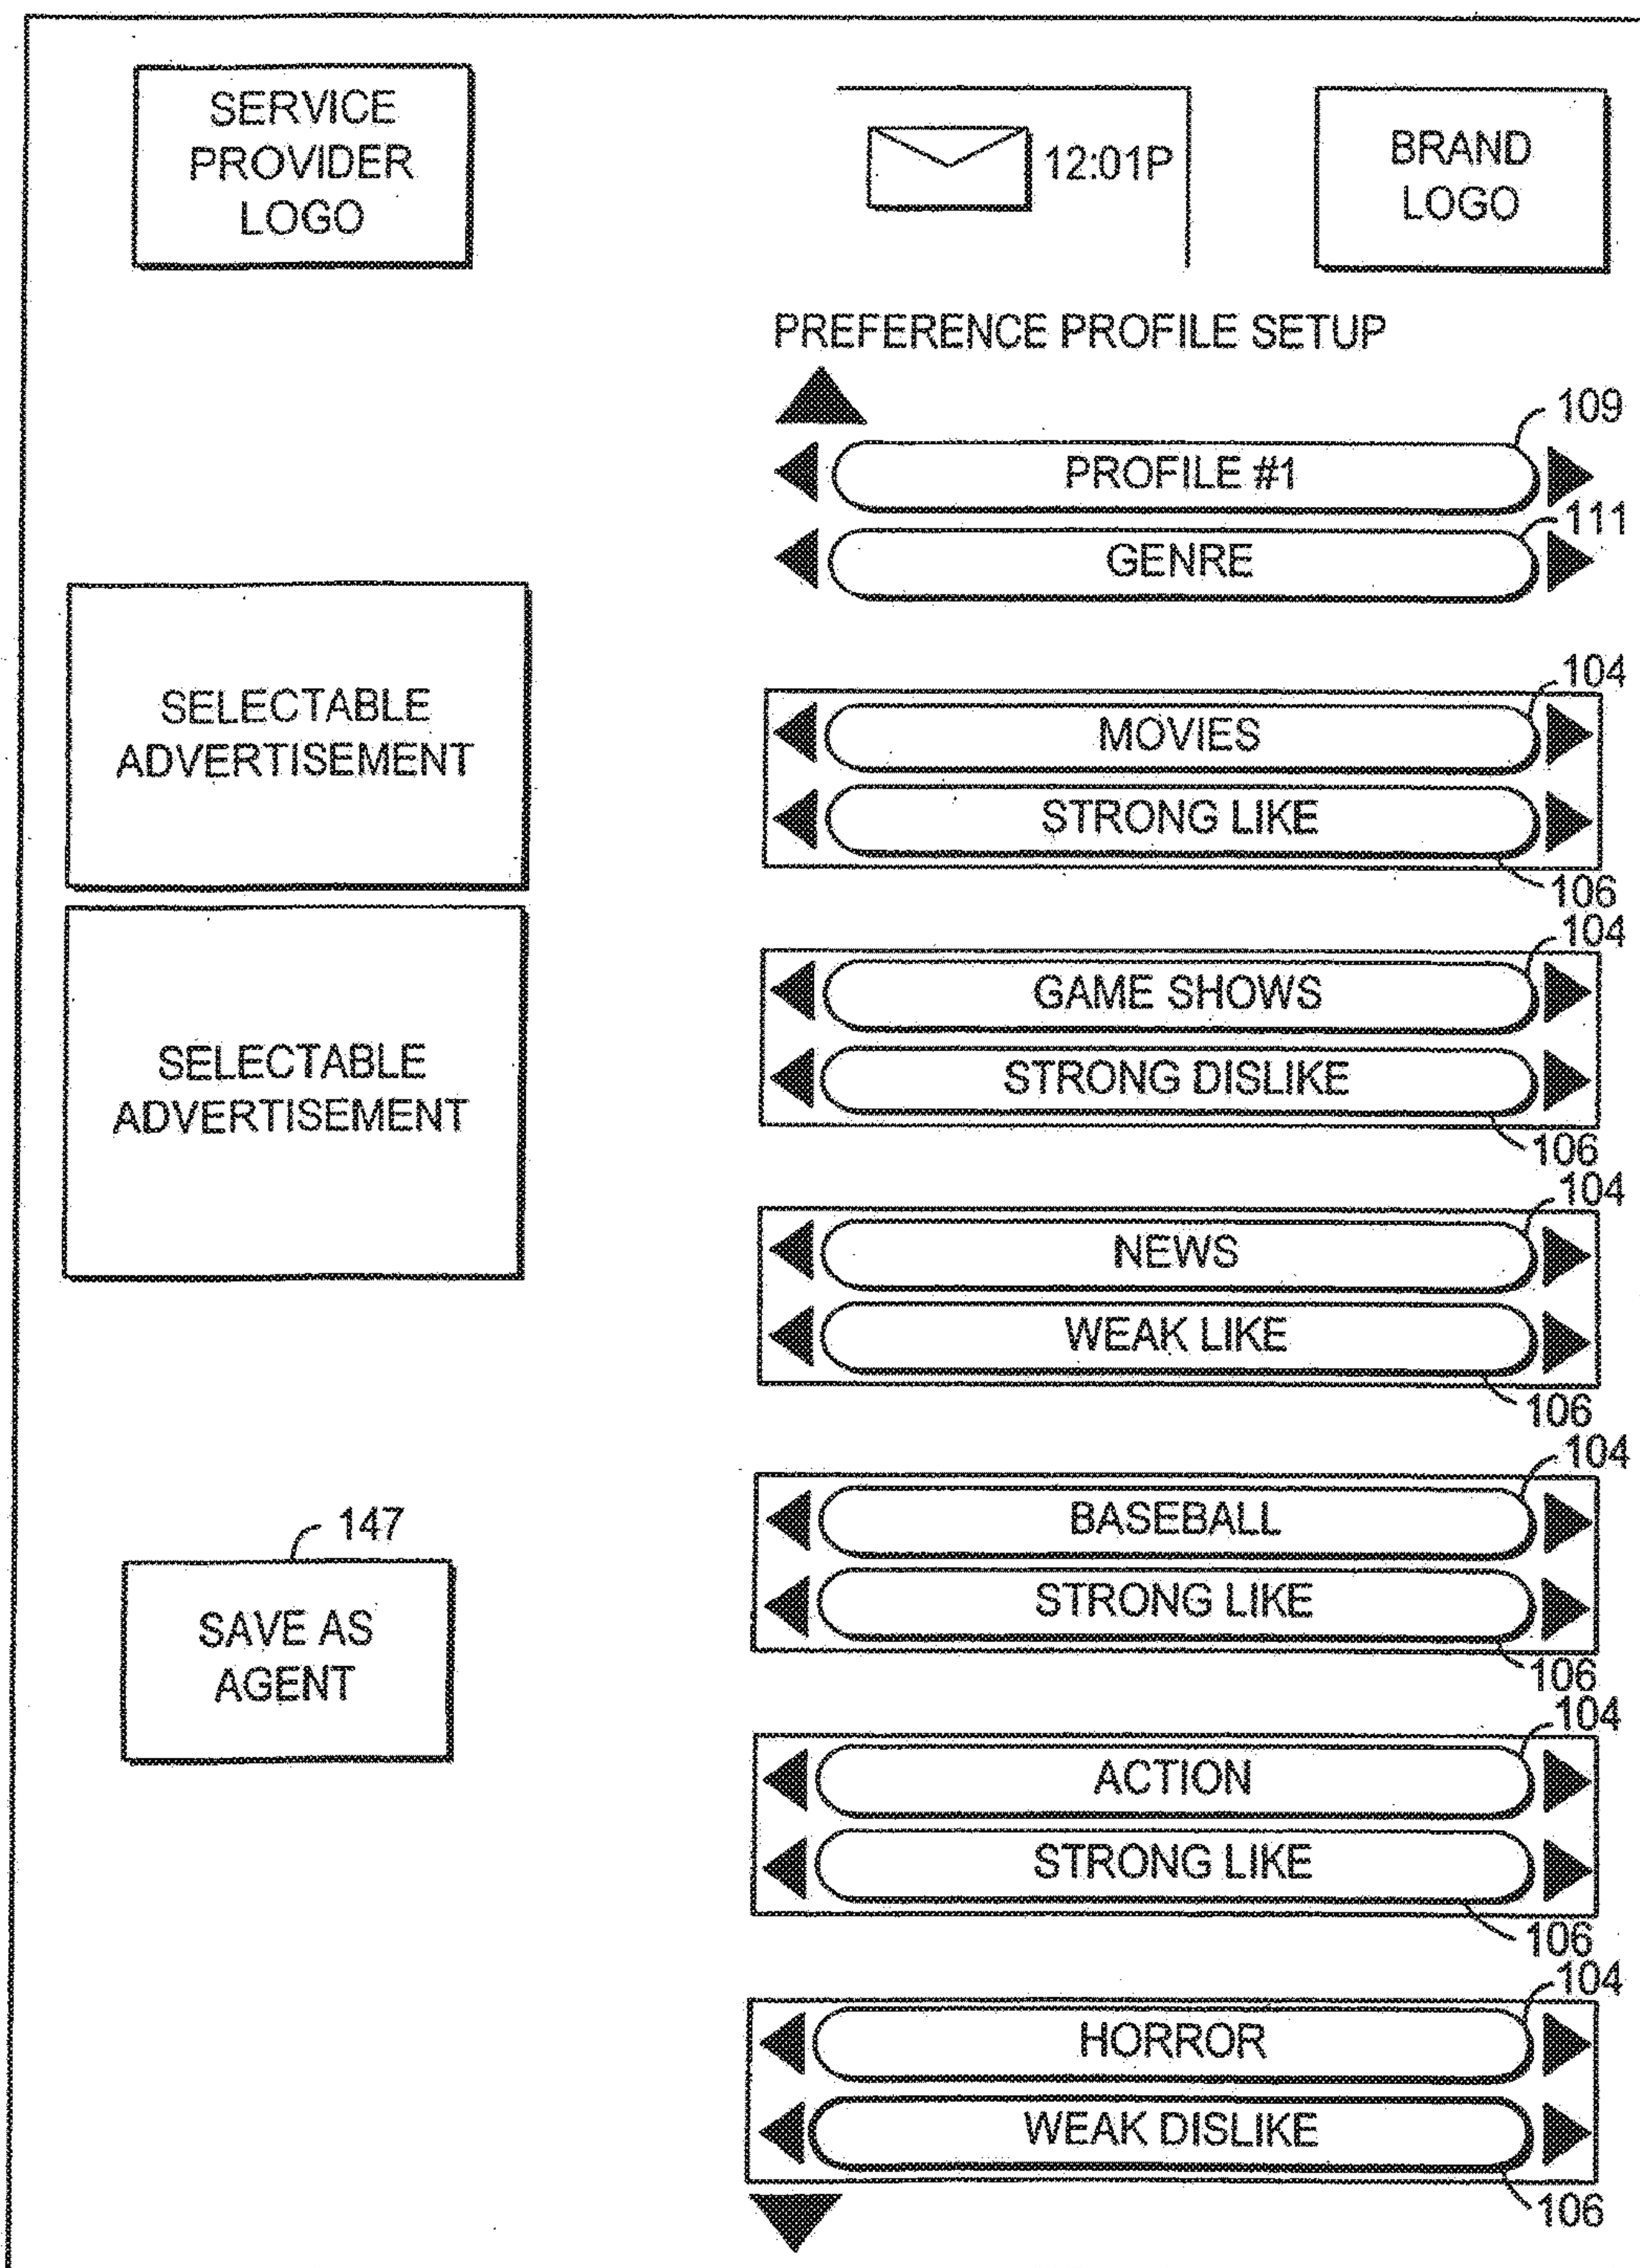 SERVICE
PROVIDER
LOGO
12:01P
BRAND
LOGO
PREFERENCE PROFILE SETUP
109
PROFILE #1
111
GENRE
SELECTABLE
ADVERTISEMENT
104
MOVIES
STRONG LIKE
106
SELECTABLE
ADVERTISEMENT
104
GAME SHOWS
STRONG DISLIKE
106
104
NEWS
WEAK LIKE
106
147
SAVE AS
AGENT
104
BASEBALL
STRONG LIKE
106
104
ACTION
STRONG LIKE
106
104
HORROR
WEAK DISLIKE
106